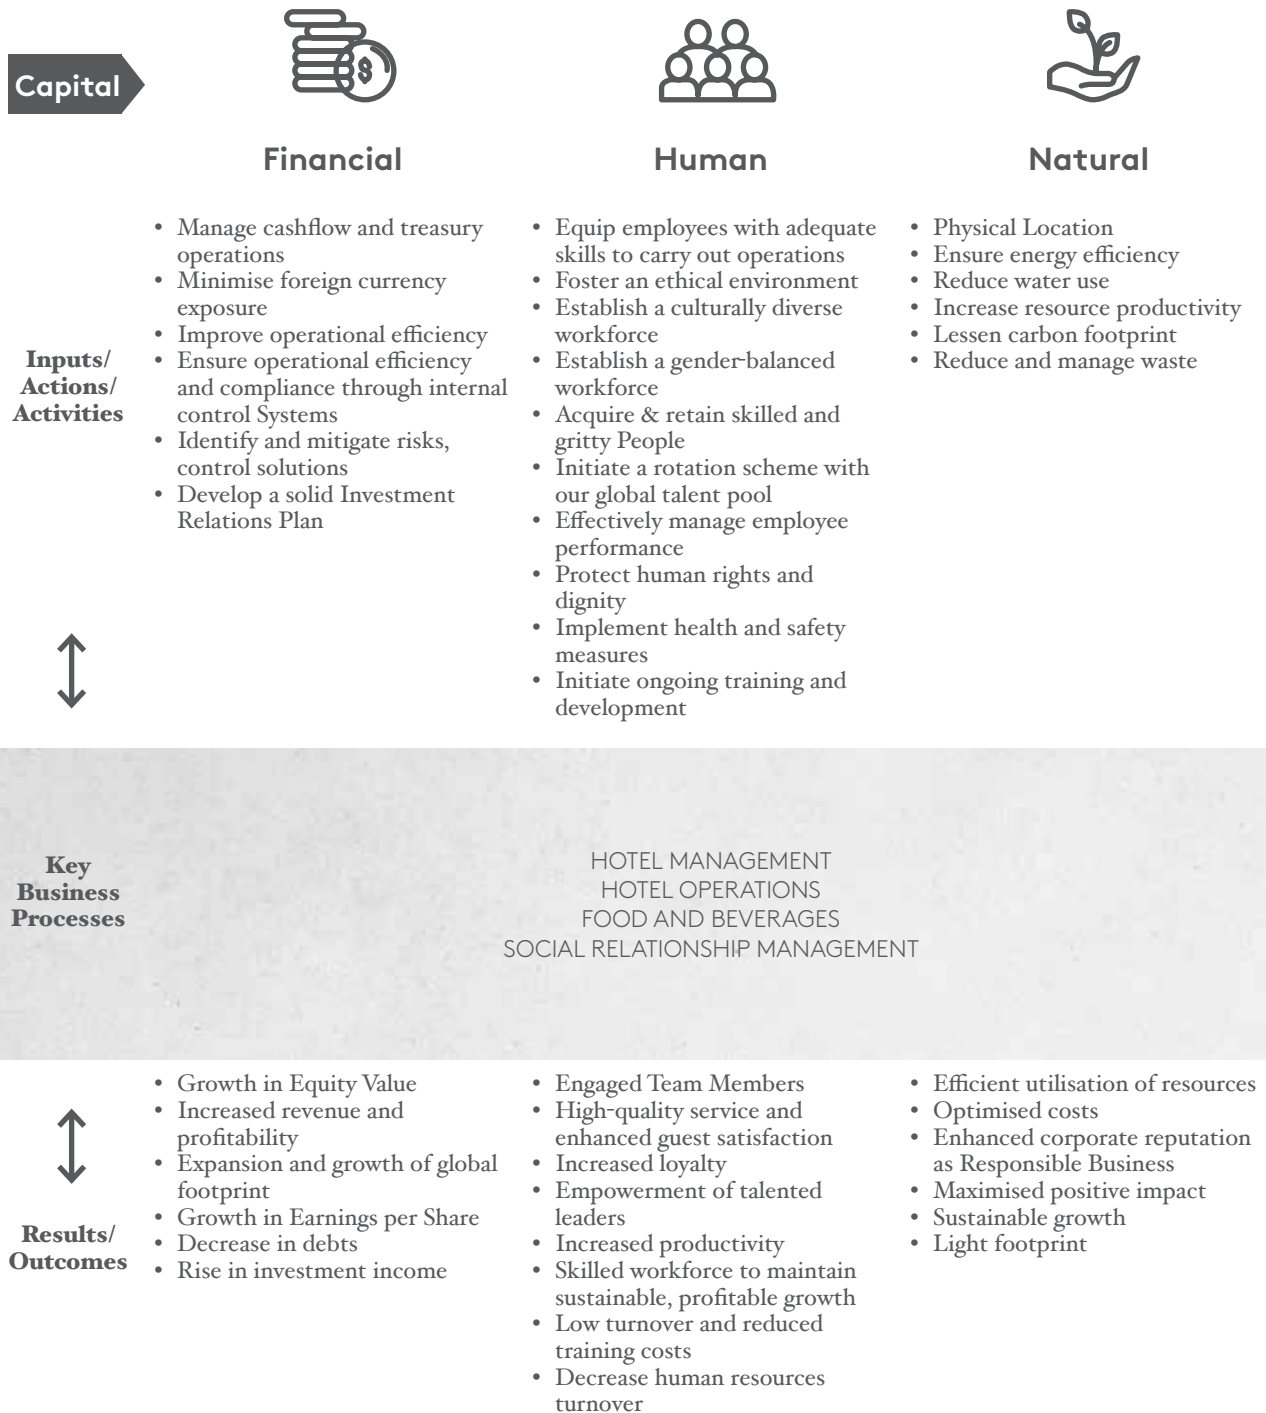 Capital
$
Financial
Human
Natural
Inputs/
Actions/
Activities
• Manage cashflow and treasury
operations
• Minimise foreign currency
exposure
• Improve operational efficiency
• Ensure operational efficiency
and compliance through internal
control Systems
• Identify and mitigate risks,
control solutions
• Develop a solid Investment
Relations Plan
• Equip employees with adequate
skills to carry out operations
• Foster an ethical environment
• Establish a culturally diverse
workforce
• Establish a gender-balanced
workforce
• Acquire & retain skilled and
gritty People
• Initiate a rotation scheme with
our global talent pool
• Effectively manage employee
performance
• Protect human rights and
dignity
• Implement health and safety
measures
• Initiate ongoing training and
development
• Physical Location
• Ensure energy efficiency
• Reduce water use
• Increase resource productivity
• Lessen carbon footprint
• Reduce and manage waste
Key
Business
Processes
HOTEL MANAGEMENT
HOTEL OPERATIONS
FOOD AND BEVERAGES
SOCIAL RELATIONSHIP MANAGEMENT
Results/
Outcomes
• Growth in Equity Value
• Increased revenue and
profitability
• Expansion and growth of global
footprint
• Growth in Earnings per Share
• Decrease in debts
• Rise in investment income
• Engaged Team Members
• High-quality service and
enhanced guest satisfaction
• Increased loyalty
• Empowerment of talented
leaders
• Increased productivity
• Skilled workforce to maintain
sustainable, profitable growth
• Low turnover and reduced
training costs
• Decrease human resources
turnover
• Efficient utilisation of resources
• Optimised costs
• Enhanced corporate reputation
as Responsible Business
• Maximised positive impact
• Sustainable growth
• Light footprint